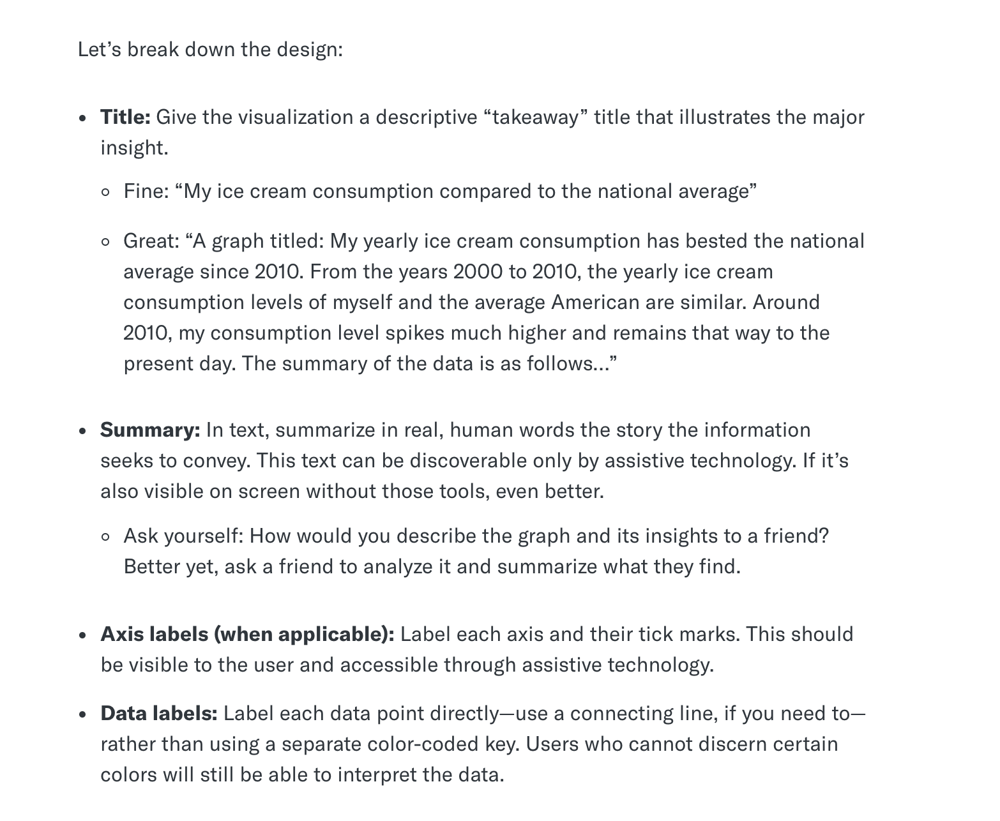 Let’s break down the design:
• Title: Give the visualization a descriptive “takeaway” title that illustrates the major
insight.
◦ Fine: “My ice cream consumption compared to the national average”
◦ Great: “A graph titled: My yearly ice cream consumption has bested the national
average since 2010. From the years 2000 to 2010, the yearly ice cream
consumption levels of myself and the average American are similar. Around
2010, my consumption level spikes much higher and remains that way to the
present day. The summary of the data is as follows...”
• Summary: In text, summarize in real, human words the story the information
seeks to convey. This text can be discoverable only by assistive technology. If it’s
also visible on screen without those tools, even better.
◦ Ask yourself: How would you describe the graph and its insights to a friend?
Better yet, ask a friend to analyze it and summarize what they find.
• Axis labels (when applicable): Label each axis and their tick marks. This should
be visible to the user and accessible through assistive technology.
• Data labels: Label each data point directly—use a connecting line, if you need to—
rather than using a separate color-coded key. Users who cannot discern certain
colors will still be able to interpret the data.